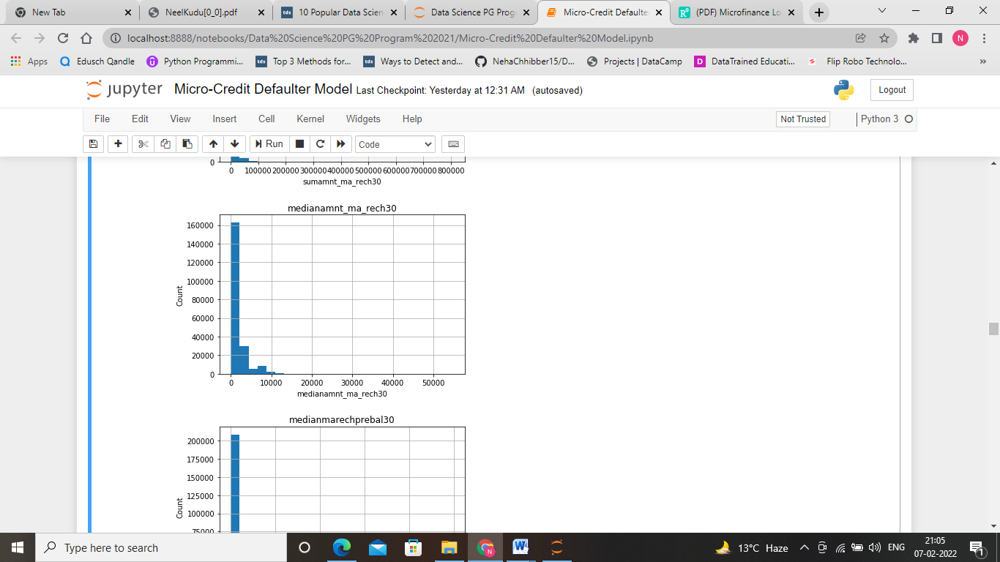 New Tab
NeelKudu[0_0].pdf
tds 10 Popular Data Scien
Data Science PG Progr
Micro-Credit Defaulter
R (PDF) Microfinance Lo
localhost:8888/notebooks/Data%20Science%20PG%20Program%202021/Micro-Credit%20Defaulter%20Model.ipynb
N
Apps
Edusch Qandle
Python Programmi...
tds Top 3 Methods for...
tds Ways to Detect and...
NehaChhibber15/D...
Projects | DataCamp
D DataTrained Educati...
Flip Robo Technolo...
»
jupyter Micro-Credit Defaulter Model Last Checkpoint: Yesterday at 12:31 AM (autosaved)
Logout
File Edit View Insert Cell Kernel Widgets Help
Not Trusted
Python 3
Run
Code
0
0 100000 200000 300000 400000 500000 600000 700000 800000
sumamnt_ma_rech30
medianamnt_ma_rech30
160000
140000
120000
100000
80000
60000
40000
20000
0
Count
0 10000 20000 30000 40000 50000
medianamnt_ma_rech30
medianmarechprebal30
200000
175000
150000
125000
100000
75000
Count
Type here to search
N
W
13°C Haze
ENG
21:05
07-02-2022
1